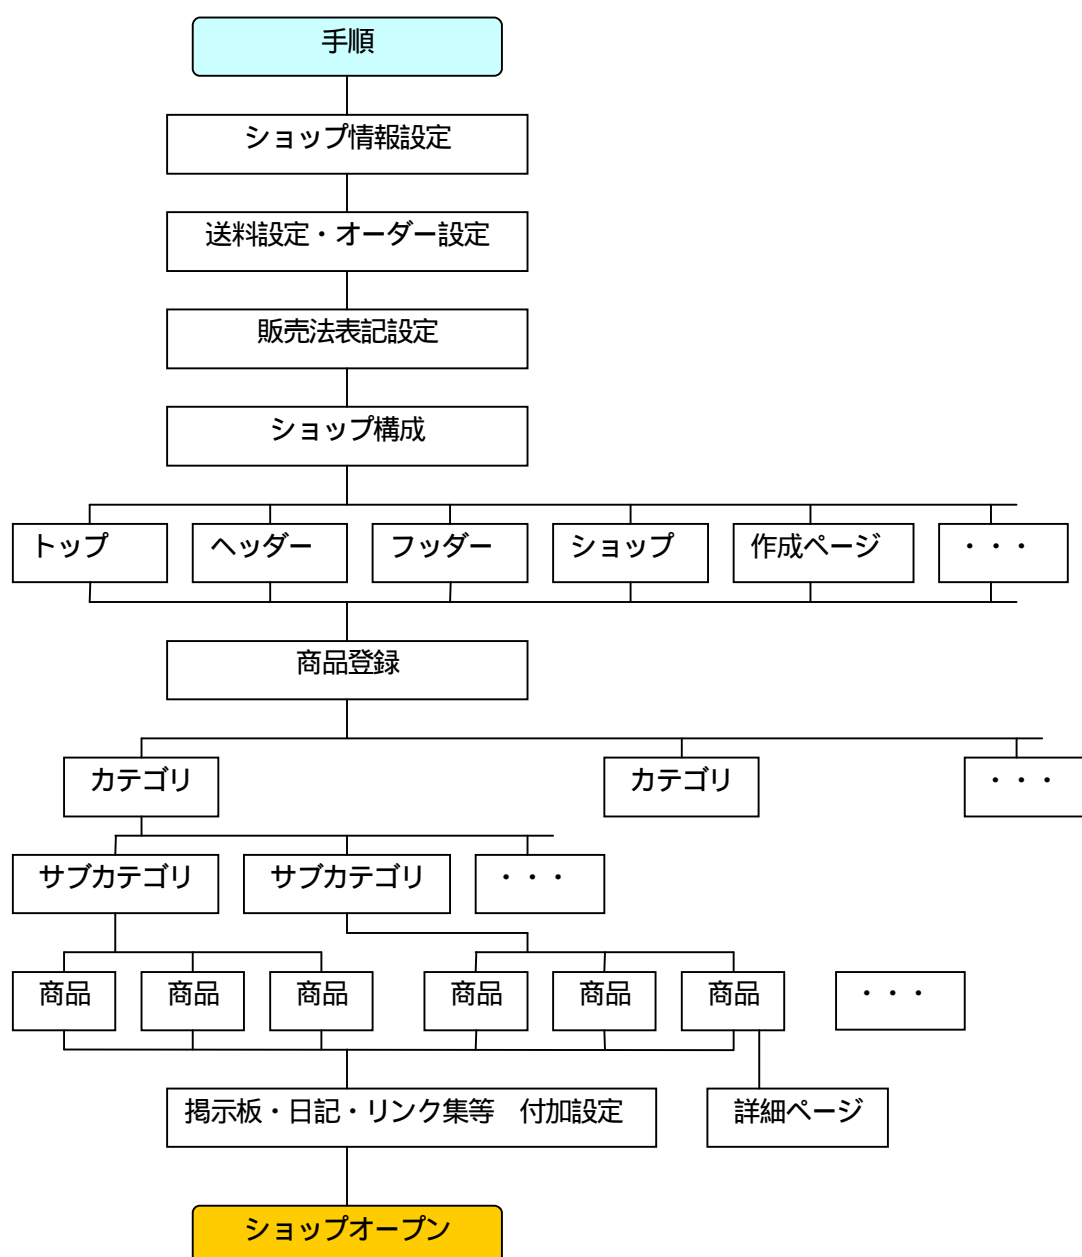 手順
ショップ情報設定
送料設定・オーダー設定
販売法表記設定
ショップ構成
トップ
ヘッダー
フッダー
ショップ
作成ページ
・・・
商品登録
カテゴリ
カテゴリ
・・・
サブカテゴリ
サブカテゴリ
・・・
商品
商品
商品
商品
商品
商品
・・・
掲示板・日記・リンク集等　付加設定
詳細ページ
ショップオープン